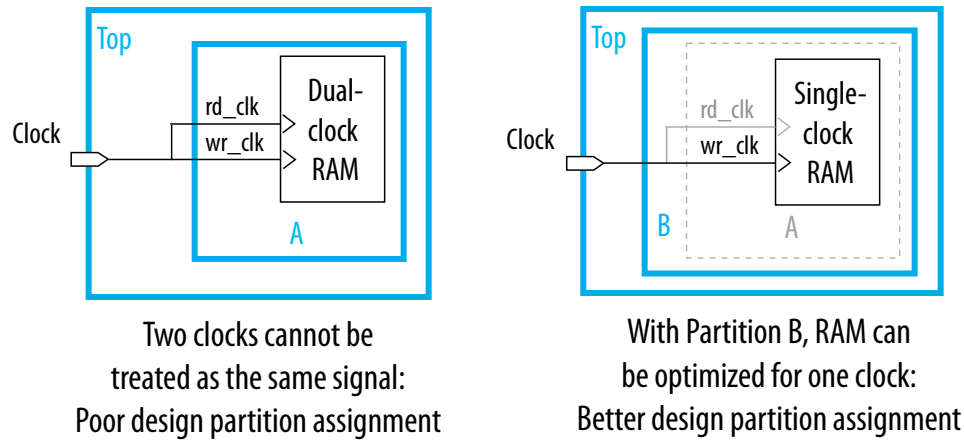 Top
Clock
rd_clk
wr_clk
Dual-
clock
RAM
A
Two clocks cannot be
treated as the same signal:
Poor design partition assignment
Top
Clock
rd_clk
wr_clk
Single-
clock
RAM
B
A
With Partition B, RAM can
be optimized for one clock:
Better design partition assignment